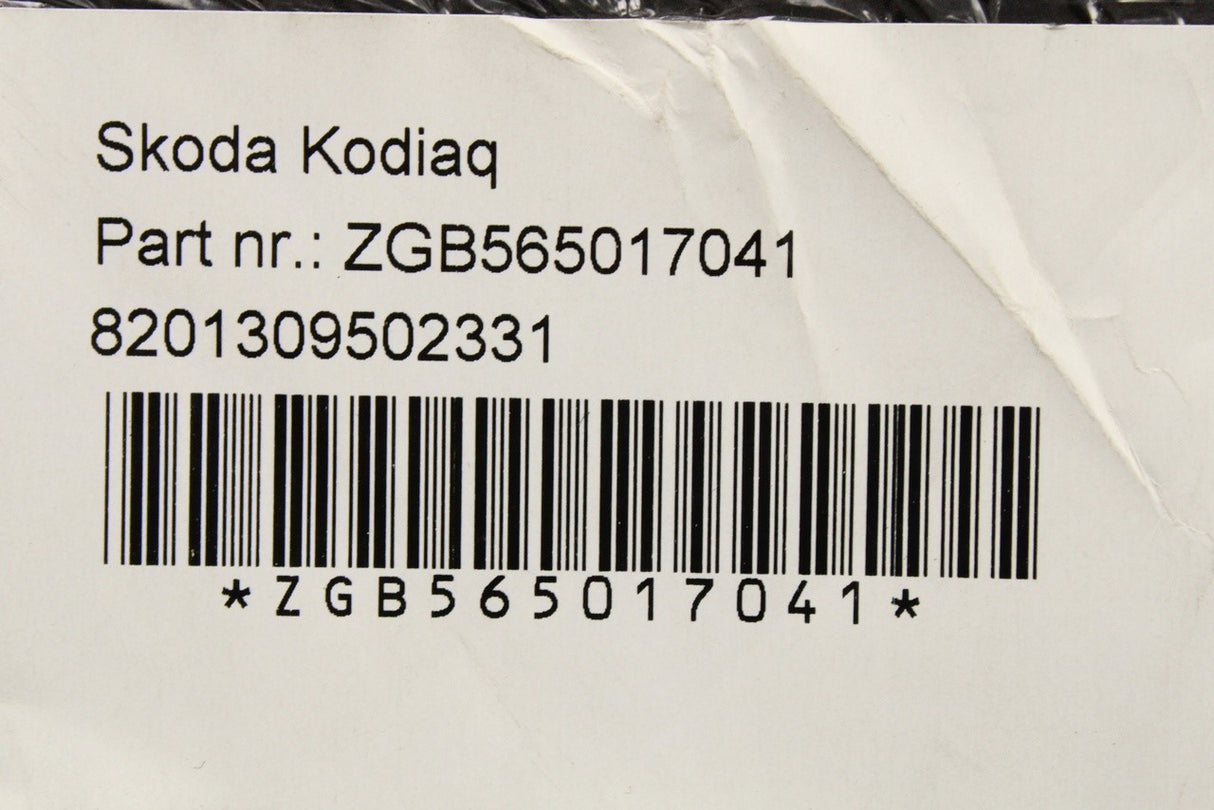 Skoda Kodiaq
Part nr.: ZGB565017041
8201309502331
*ZGB565017041*